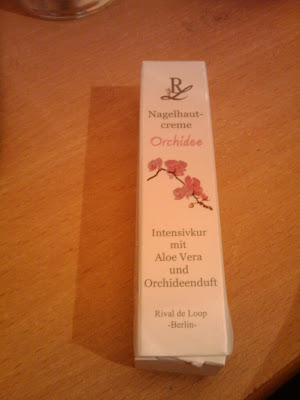 RL
Nagelhaut-
creme
Orchidee
Intensivkur
mit
Aloe Vera
und
Orchideenduft
Rival de Loop
-Berlin-